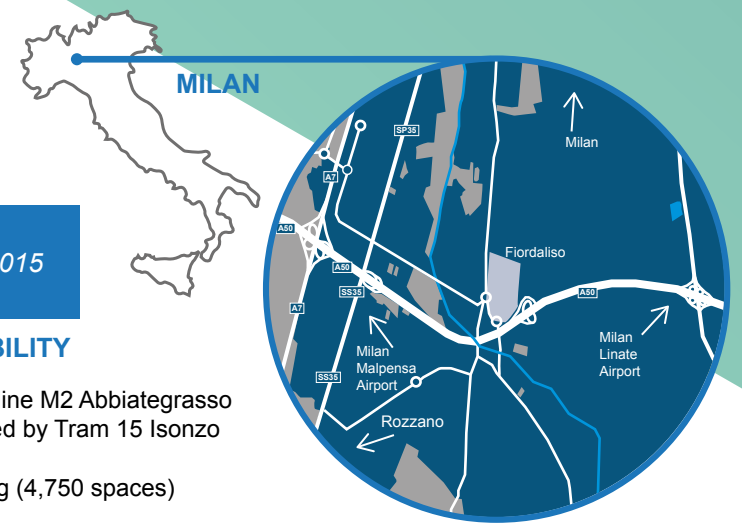 MILAN
SP35
Milan
A7
A50
Fiordaliso
A50
SS35
A50
A7
Milan
Malpensa
Airport
Milan
Linate
Airport
SS35
Rozzano
015
BILITY
ine M2 Abbiategrasso
ed by Tram 15 Isonzo
g (4,750 spaces)